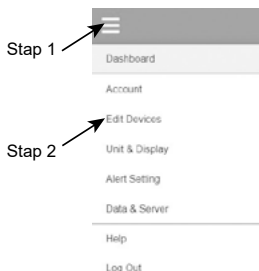 Stap 1
Dashboard
Account
Edit Devices
Stap 2
Unit & Display
Alert Setting
Data & Server
Help
Log Out